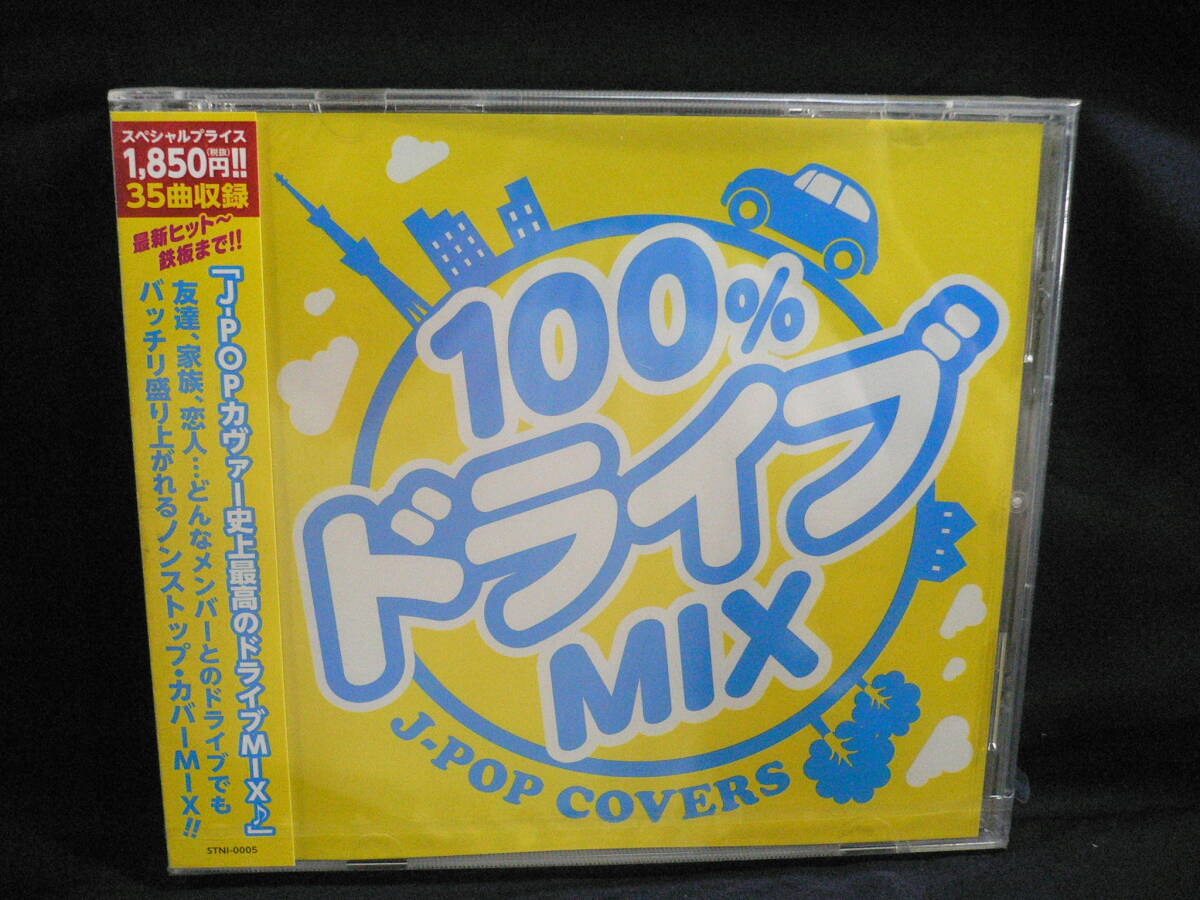 スペシャルプライス
1,850円(税抜)!!
35曲収録
最新ヒット～
鉄板まで!!
「J-POPカヴァー史上最高のドライブMIX♪」
友達、家族、恋人…どんなメンバーとのドライブでも
バッチリ盛り上がれるノンストップ・カバーMIX!!
STNI-0005
100%
ドライブ
MIX
J-POP COVERS